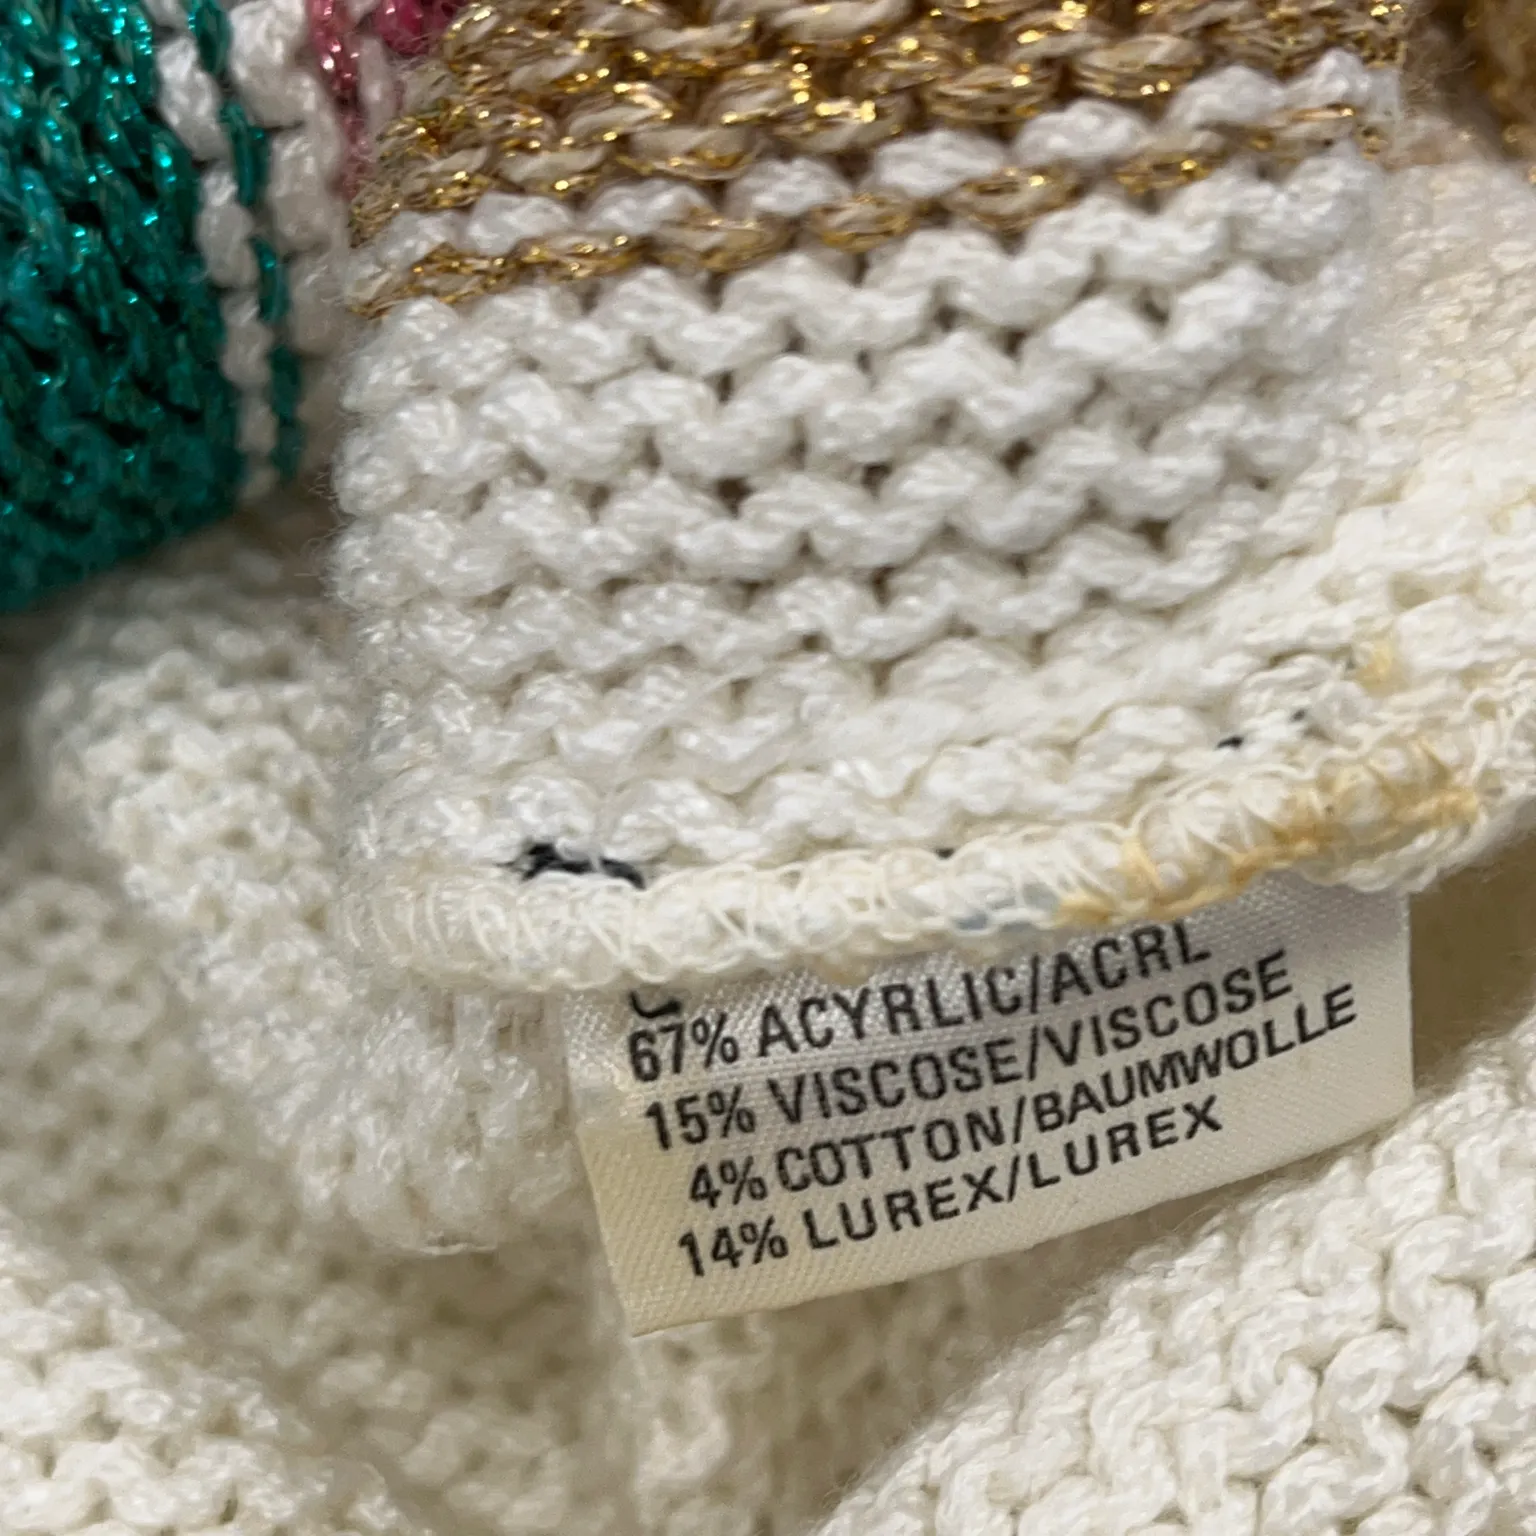 67% ACYRLIC/ACRL
15% VISCOSE/VISCOSE
4% COTTON/BAUMWOLLE
14% LUREX/LUREX